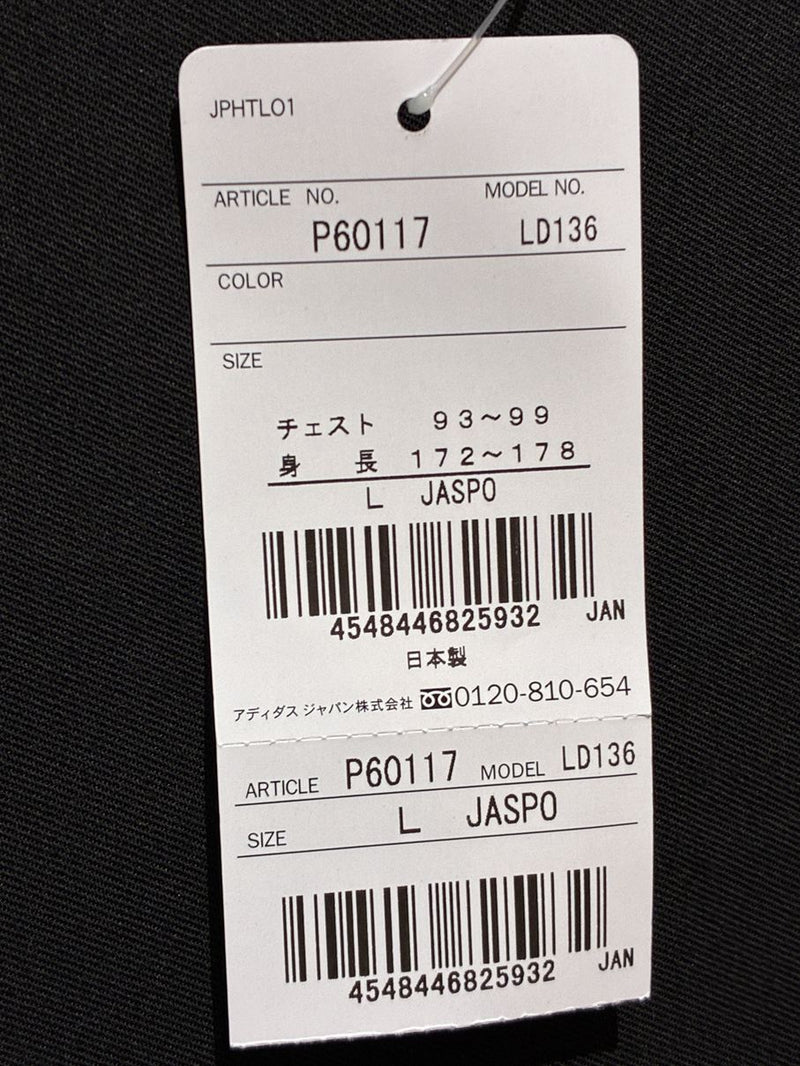 JPHTL01
ARTICLE NO. MODEL NO.
P60117 LD136
COLOR
SIZE
チェスト 93〜99
身長 172〜178
L JASPO
4548446825932 JAN
日本製
アディダス ジャパン株式会社 0120-810-654
ARTICLE P60117 MODEL LD136
SIZE L JASPO
4548446825932 JAN